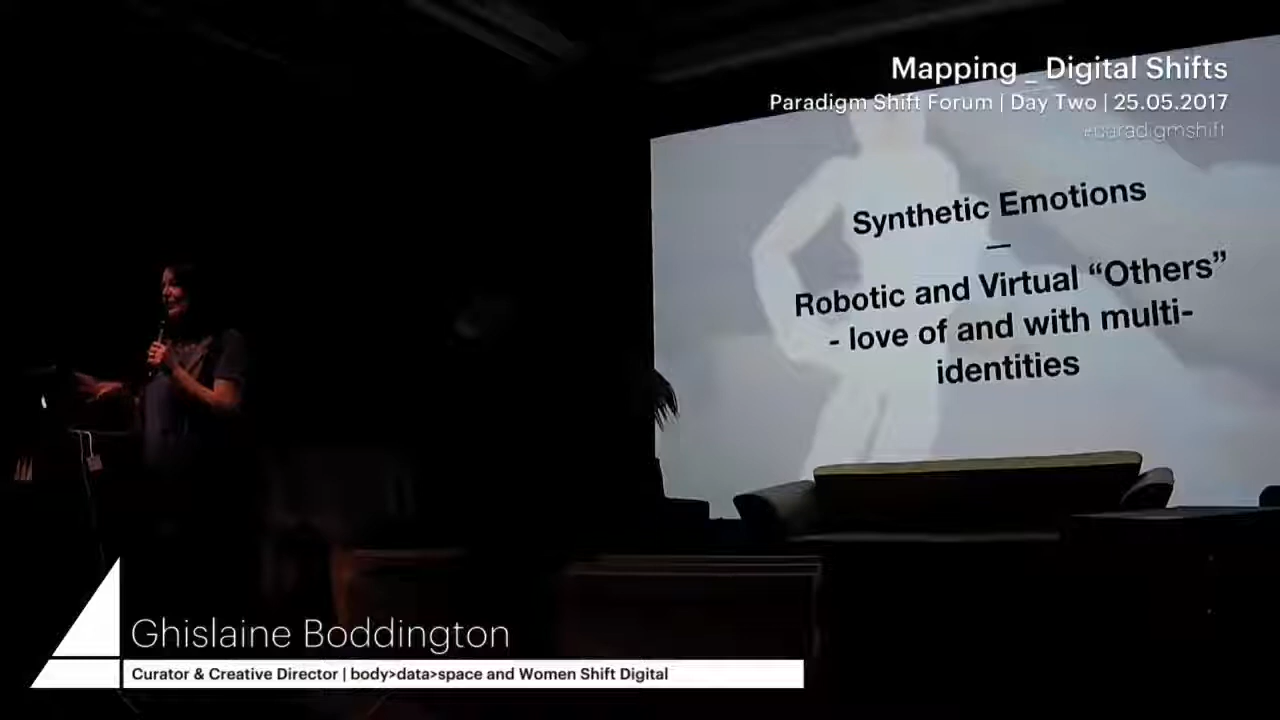 Mapping _ Digital Shifts
Paradigm Shift Forum | Day Two | 25.05.2017
#paradigmshift
Synthetic Emotions
—
Robotic and Virtual “Others”
- love of and with multi-
identities
Ghislaine Boddington
Curator & Creative Director | body>data>space and Women Shift Digital